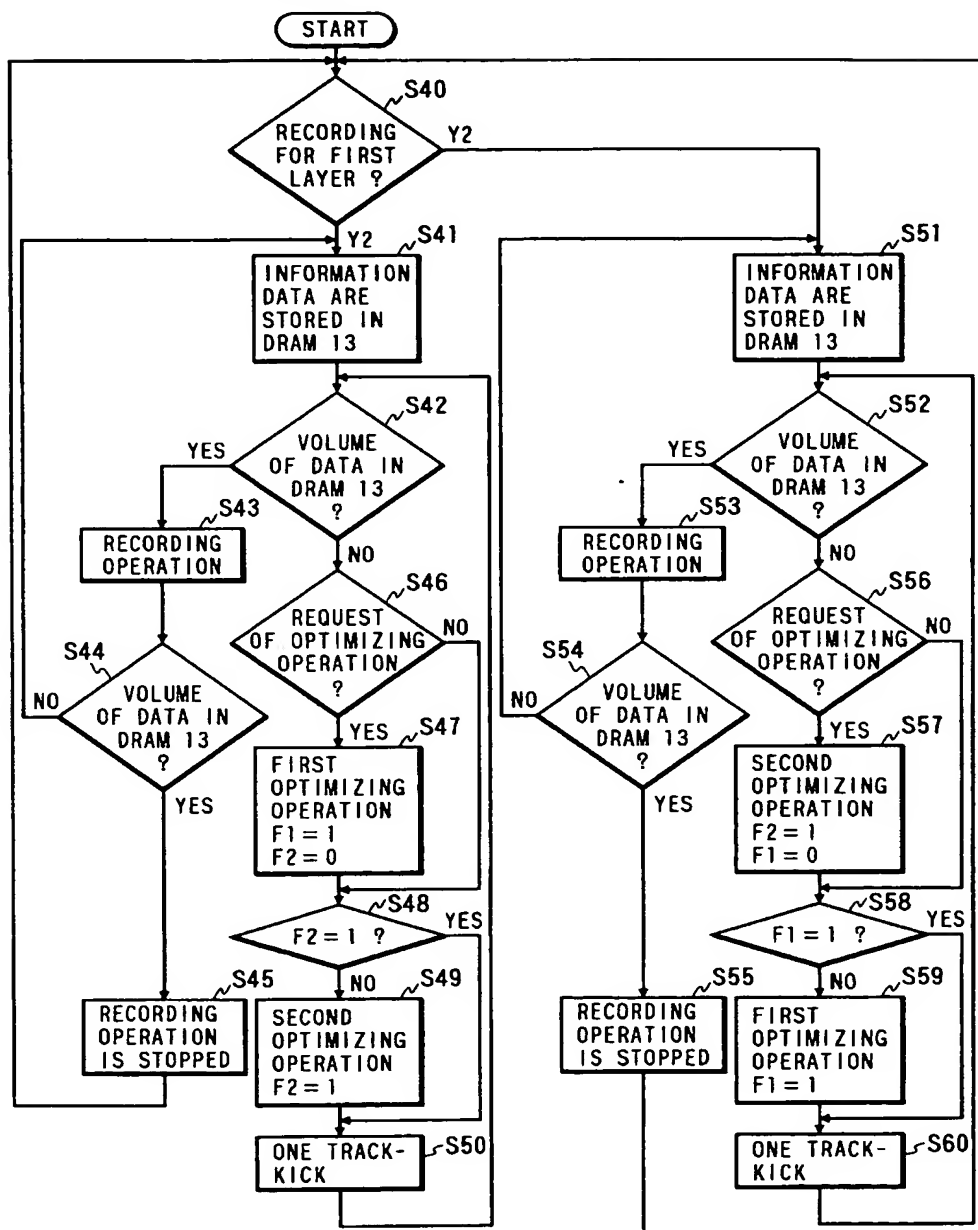 START
S40
RECORDING
FOR FIRST
LAYER ?
Y2
Y2
S41
INFORMATION
DATA ARE
STORED IN
DRAM 13
S42
YES
VOLUME
OF DATA IN
DRAM 13
?
NO
S43
RECORDING
OPERATION
S44
NO
VOLUME
OF DATA IN
DRAM 13
?
YES
S45
RECORDING
OPERATION
IS STOPPED
S46
REQUEST
OF OPTIMIZING
OPERATION
?
NO
YES
S47
FIRST
OPTIMIZING
OPERATION
F1 = 1
F2 = 0
S48
F2 = 1 ?
YES
NO
S49
SECOND
OPTIMIZING
OPERATION
F2 = 1
ONE TRACK-
KICK
S50
S51
INFORMATION
DATA ARE
STORED IN
DRAM 13
S52
YES
VOLUME
OF DATA IN
DRAM 13
?
NO
S53
RECORDING
OPERATION
S54
NO
VOLUME
OF DATA IN
DRAM 13
?
YES
S55
RECORDING
OPERATION
IS STOPPED
S56
REQUEST
OF OPTIMIZING
OPERATION
?
NO
YES
S57
SECOND
OPTIMIZING
OPERATION
F2 = 1
F1 = 0
S58
F1 = 1 ?
YES
NO
S59
FIRST
OPTIMIZING
OPERATION
F1 = 1
ONE TRACK-
KICK
S60